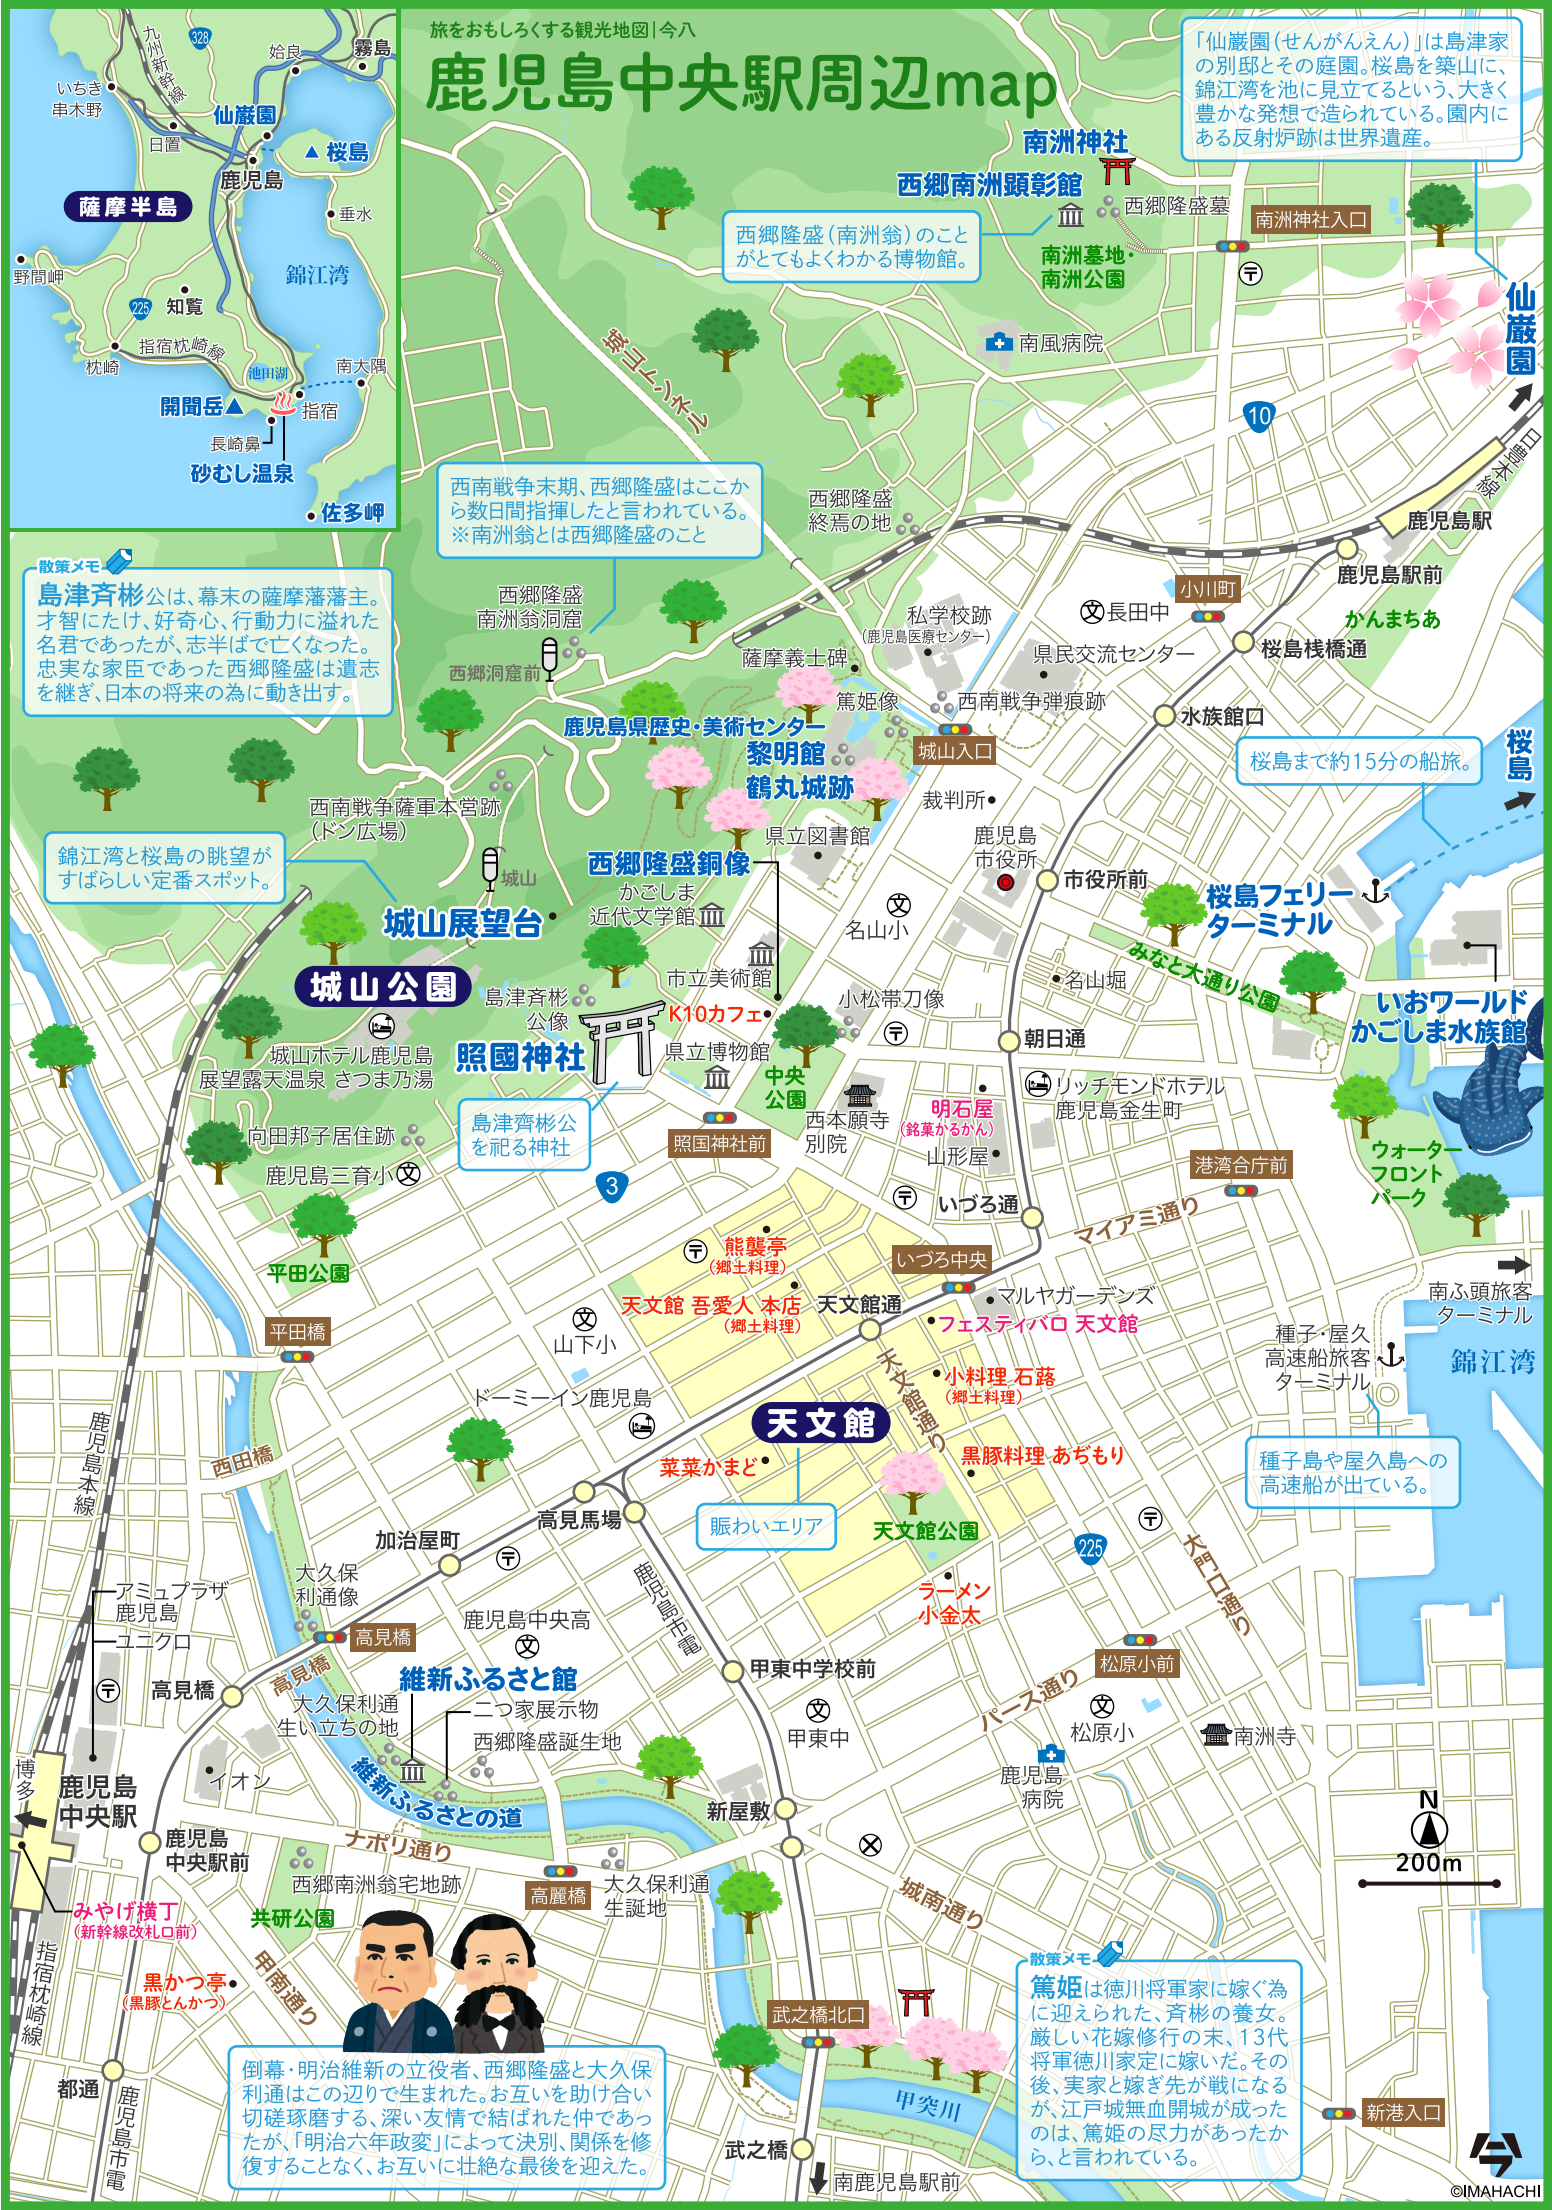 旅をおもしろくする観光地図|今八
鹿児島中央駅周辺map
九州新幹線
328
姶良
霧島
いちき
串木野
日置
仙巌園
桜島
鹿児島
薩摩半島
垂水
野間岬
錦江湾
225
知覧
指宿枕崎線
枕崎
池田湖
南大隅
開聞岳
指宿
長崎鼻
砂むし温泉
佐多岬
「仙巌園(せんがんえん)」は島津家
の別邸とその庭園。桜島を築山に、
錦江湾を池に見立てるという、大きく
豊かな発想で造られている。園内に
ある反射炉跡は世界遺産。
南洲神社
西郷南洲顕彰館
西郷隆盛墓
南洲神社入口
西郷隆盛(南洲翁)のこと
がとてもよくわかる博物館。
南洲墓地・
南洲公園
〒
仙巌園
南風病院
城山トンネル
10
日豊本線
西南戦争末期、西郷隆盛はここか
ら数日間指揮したと言われている。
※南洲翁とは西郷隆盛のこと
西郷隆盛
終焉の地
鹿児島駅
鹿児島駅前
散策メモ
島津斉彬公は、幕末の薩摩藩藩主。
才智にたけ、好奇心、行動力に溢れた
名君であったが、志半ばで亡くなった。
忠実な家臣であった西郷隆盛は遺志
を継ぎ、日本の将来の為に動き出す。
西郷隆盛
南洲翁洞窟
西郷洞窟前
私学校跡
(鹿児島医療センター)
文
長田中
小川町
かんまちあ
薩摩義士碑
県民交流センター
桜島桟橋通
篤姫像
西南戦争弾痕跡
水族館口
鹿児島県歴史・美術センター
黎明館
鶴丸城跡
城山入口
桜島まで約15分の船旅。
桜島
西南戦争薩軍本営跡
(ドン広場)
裁判所
鹿児島
市役所
県立図書館
錦江湾と桜島の眺望が
すばらしい定番スポット。
城山
西郷隆盛銅像
市役所前
城山展望台
かごしま
近代文学館
文
名山小
桜島フェリー
ターミナル
みなと大通り公園
城山公園
市立美術館
名山堀
島津斉彬
公像
K10カフェ
小松帯刀像
〒
朝日通
いおワールド
かごしま水族館
城山ホテル鹿児島
展望露天温泉 さつま乃湯
照國神社
県立博物館
中央
公園
リッチモンドホテル
鹿児島金生町
島津齊彬公
を祀る神社
西本願寺
別院
明石屋
(銘菓かるかん)
向田邦子居住跡
照国神社前
山形屋
ウォーター
フロント
パーク
鹿児島三育小
文
港湾合庁前
3
〒
いづろ通
マイアミ通り
平田公園
〒
熊襲亭
(郷土料理)
いづろ中央
南ふ頭旅客
ターミナル
天文館 吾愛人 本店
(郷土料理)
天文館通
マルヤガーデンズ
フェスティバロ 天文館
平田橋
文
山下小
種子・屋久
高速船旅客
ターミナル
錦江湾
天文館通り
小料理 石蕗
(郷土料理)
ドーミーイン鹿児島
天文館
鹿児島本線
西田橋
菜菜かまど
黒豚料理 あぢもり
種子島や屋久島への
高速船が出ている。
賑わいエリア
高見馬場
天文館公園
〒
225
大門口通り
加治屋町
〒
大久保
利通像
鹿児島市電
アミュプラザ
鹿児島
ユニクロ
ラーメン
小金太
鹿児島中央高
文
高見橋
松原小前
〒
高見橋
高見橋
維新ふるさと館
甲東中学校前
パース通り
文
松原小
大久保利通
生い立ちの地
二つ家展示物
西郷隆盛誕生地
文
甲東中
南洲寺
博多
鹿児島
中央駅
イオン
維新ふるさとの道
鹿児島
病院
新屋敷
N
200m
鹿児島
中央駅前
ナポリ通り
西郷南洲翁宅地跡
高麗橋
大久保利通
生誕地
みやげ横丁
(新幹線改札口前)
共研公園
城南通り
指宿枕崎線
黒かつ亭
(黒豚とんかつ)
甲南通り
武之橋北口
散策メモ
篤姫は徳川将軍家に嫁ぐ為
に迎えられた、斉彬の養女。
厳しい花嫁修行の末、13代
将軍徳川家定に嫁いだ。その
後、実家と嫁ぎ先が戦になる
が、江戸城無血開城が成った
のは、篤姫の尽力があったか
ら、と言われている。
倒幕・明治維新の立役者、西郷隆盛と大久保
利通はこの辺りで生まれた。お互いを助け合い
切磋琢磨する、深い友情で結ばれた仲であっ
たが、「明治六年政変」によって決別、関係を修
復することなく、お互いに壮絶な最後を迎えた。
都通
鹿児島市電
甲突川
新港入口
武之橋
南鹿児島駅前
©IMAHACHI